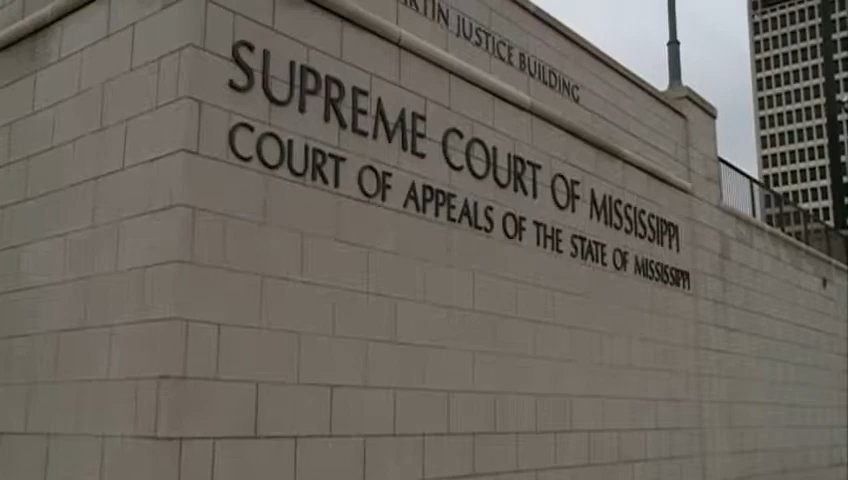 JUSTICE BUILDING
SUPREME COURT OF MISSISSIPPI
COURT OF APPEALS OF THE STATE OF MISSISSIPPI